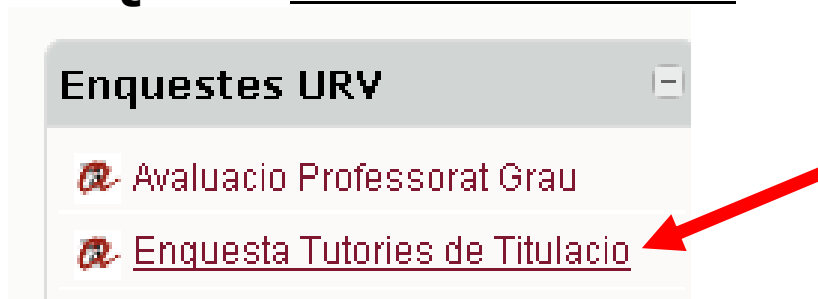 Enquestes URV
Avaluacio Professorat Grau
Enquesta Tutories de Titulacio